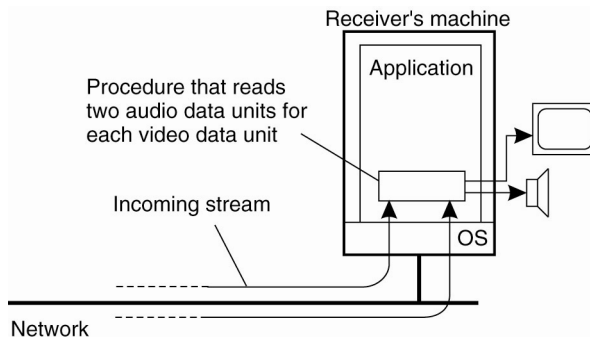 Receiver's machine
Application
Procedure that reads
two audio data units for
each video data unit
Incoming stream
OS
Network